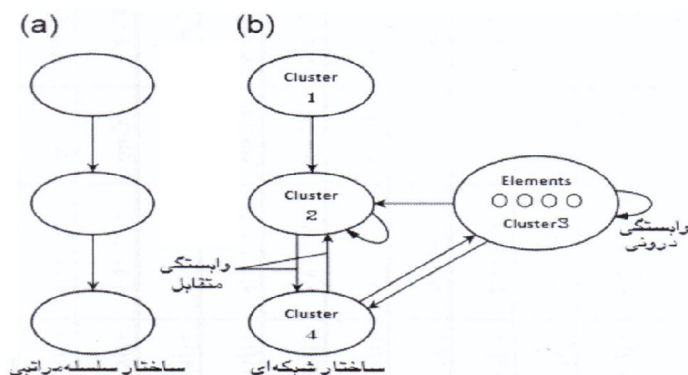 (a)
(b)
Cluster
1
Cluster
2
Elements
Cluster3
وابستگی
درونی
وابستگی
متقابل
Cluster
4
ساختار سلسله مراتبی
ساختار شبکه‌ای